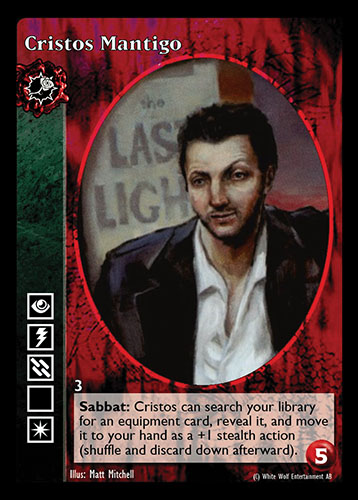 Cristos Mantigo
the
LAST
LIGH
3
Sabbat: Cristos can search your library
for an equipment card, reveal it, and move
it to your hand as a +1 stealth action
(shuffle and discard down afterward).
5
Illus: Matt Mitchell
(C) White Wolf Entertainment AB